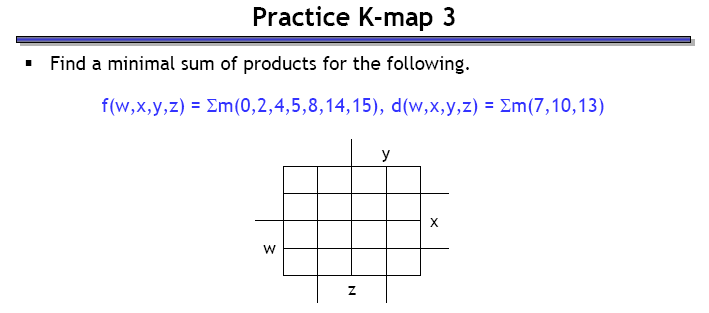 Practice K-map 3
▪ Find a minimal sum of products for the following.
f(w,x,y,z) = Σm(0,2,4,5,8,14,15), d(w,x,y,z) = Σm(7,10,13)
y
x
w
z